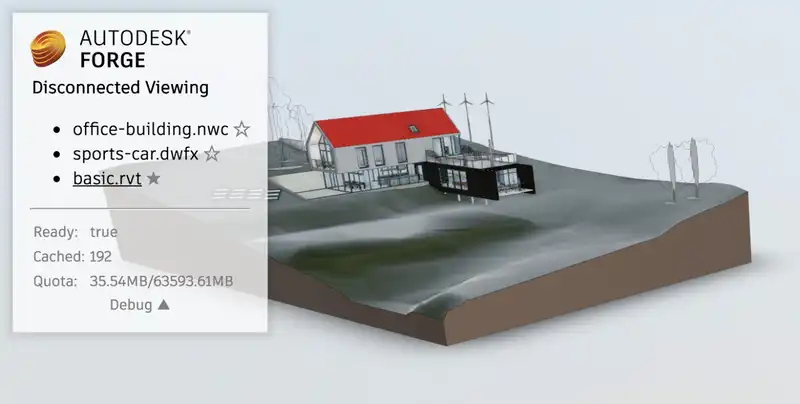 AUTODESK®
FORGE
Disconnected Viewing
• office-building.nwc ☆
• sports-car.dwfx ☆
• basic.rvt ★
Ready: true
Cached: 192
Quota: 35.54MB/63593.61MB
Debug ▲